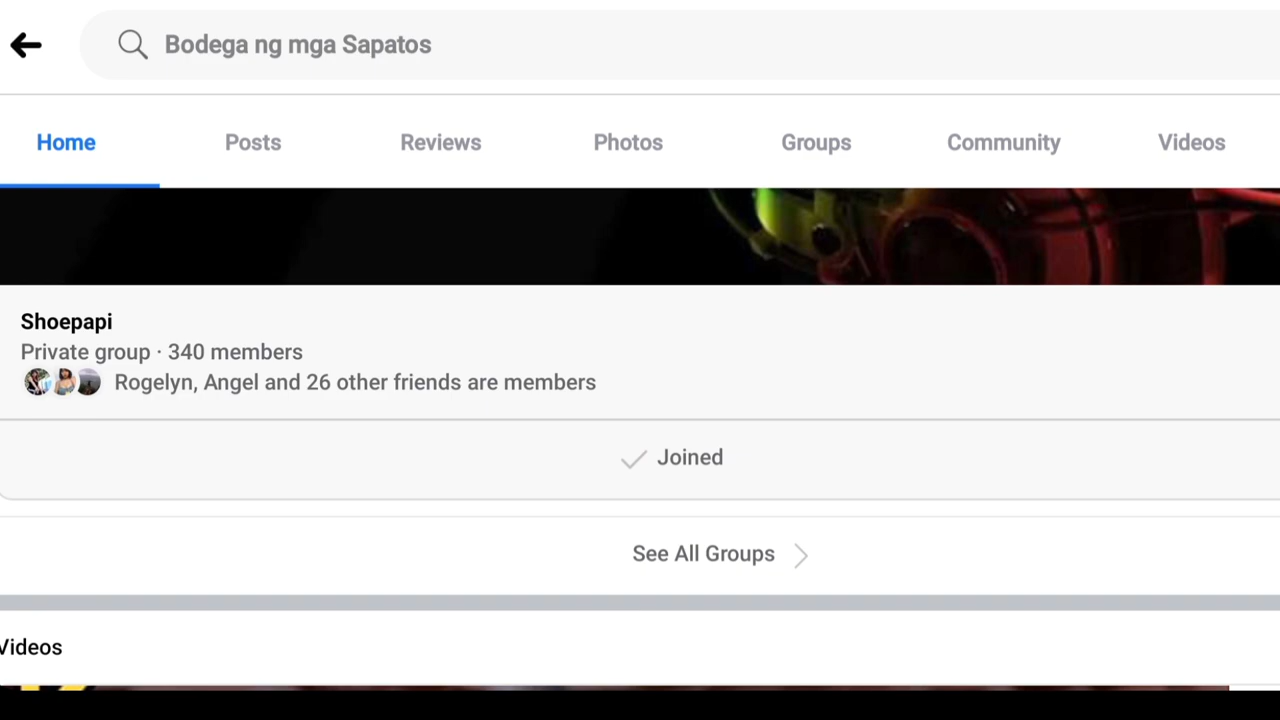 Bodega ng mga Sapatos
Home Posts Reviews Photos Groups Community Videos
Shoepapi
Private group · 340 members
Rogelyn, Angel and 26 other friends are members
Joined
See All Groups
Videos